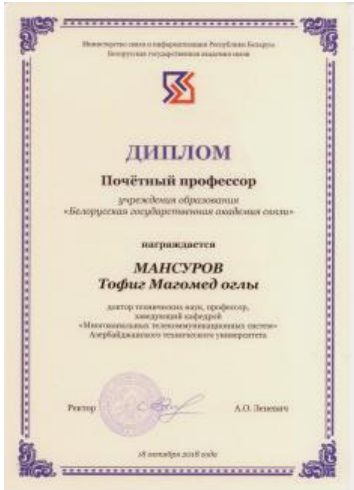 Министерство связи и информатизации Республики Беларусь
Белорусская государственная академия связи
ДИПЛОМ
Почётный профессор
учреждения образования
«Белорусская государственная академия связи»
награждается
МАНСУРОВ
Тофиг Магомед оглы
доктор технических наук, профессор,
заведующий кафедрой
«Многоканальных телекоммуникационных систем»
Азербайджанского технического университета
Ректор
А.О. Зеневич
18 октября 2018 года